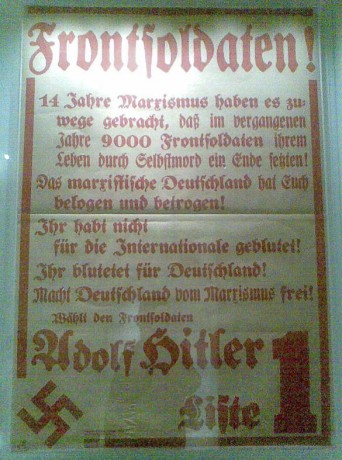 Frontsoldaten!
14 Jahre Marxismus haben es zu-
wege gebracht, daß im vergangenen
Jahre 9000 Frontsoldaten ihrem
Leben durch Selbstmord ein Ende setzten!
Das marxistische Deutschland hat Euch
belogen und betrogen!
Ihr habt nicht
für die Internationale geblutet!
Ihr blutetet für Deutschland!
Macht Deutschland vom Marxismus frei!
Wählt den Frontsoldaten
Adolf Hitler
Liste 1